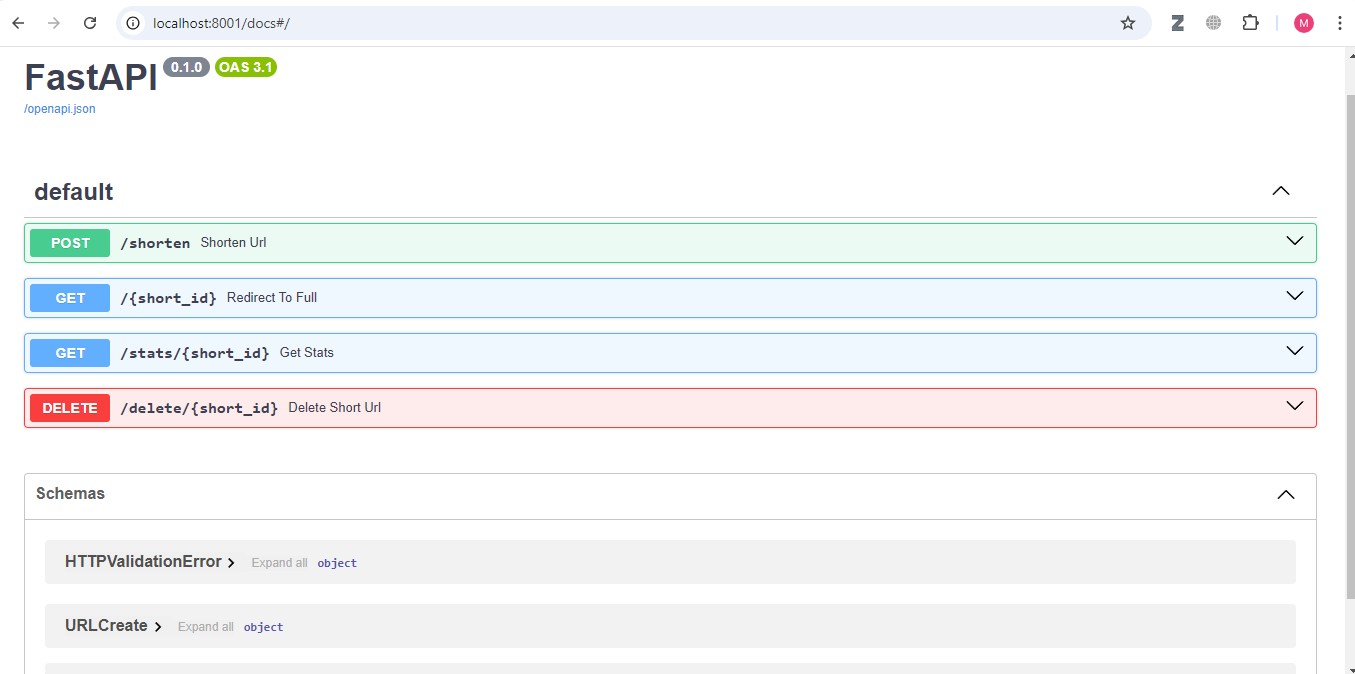 localhost:8001/docs#/
M
FastAPI 0.1.0 OAS 3.1
/openapi.json
default
POST /shorten Shorten Url
GET /{short_id} Redirect To Full
GET /stats/{short_id} Get Stats
DELETE /delete/{short_id} Delete Short Url
Schemas
HTTPValidationError Expand all object
URLCreate Expand all object